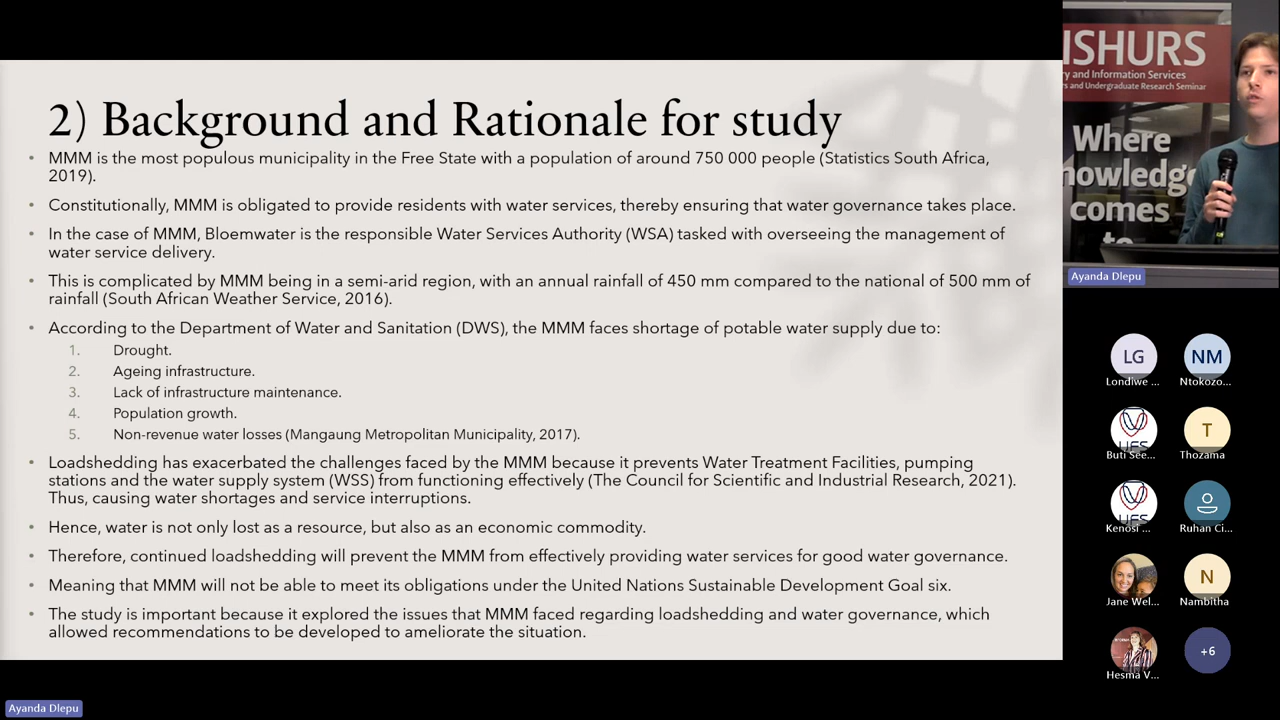 2) Background and Rationale for study
• MMM is the most populous municipality in the Free State with a population of around 750 000 people (Statistics South Africa,
2019).
• Constitutionally, MMM is obligated to provide residents with water services, thereby ensuring that water governance takes place.
• In the case of MMM, Bloemwater is the responsible Water Services Authority (WSA) tasked with overseeing the management of
water service delivery.
• This is complicated by MMM being in a semi-arid region, with an annual rainfall of 450 mm compared to the national of 500 mm of
rainfall (South African Weather Service, 2016).
• According to the Department of Water and Sanitation (DWS), the MMM faces shortage of potable water supply due to:
1. Drought.
2. Ageing infrastructure.
3. Lack of infrastructure maintenance.
4. Population growth.
5. Non-revenue water losses (Mangaung Metropolitan Municipality, 2017).
• Loadshedding has exacerbated the challenges faced by the MMM because it prevents Water Treatment Facilities, pumping
stations and the water supply system (WSS) from functioning effectively (The Council for Scientific and Industrial Research, 2021).
Thus, causing water shortages and service interruptions.
• Hence, water is not only lost as a resource, but also as an economic commodity.
• Therefore, continued loadshedding will prevent the MMM from effectively providing water services for good water governance.
• Meaning that MMM will not be able to meet its obligations under the United Nations Sustainable Development Goal six.
• The study is important because it explored the issues that MMM faced regarding loadshedding and water governance, which
allowed recommendations to be developed to ameliorate the situation.
Ayanda Dlepu
ISHURS
ry and Information Services
rs and Undergraduate Research Seminar
Where
nowledge
comes
to
Ayanda Dlepu
LG NM
Londiwe ... Ntokozo...
UFS T
Buti See... Thozama
UFS
Kenosi ... Ruhan Ci...
N
Jane Wel... Nambitha
+6
Hesma V...